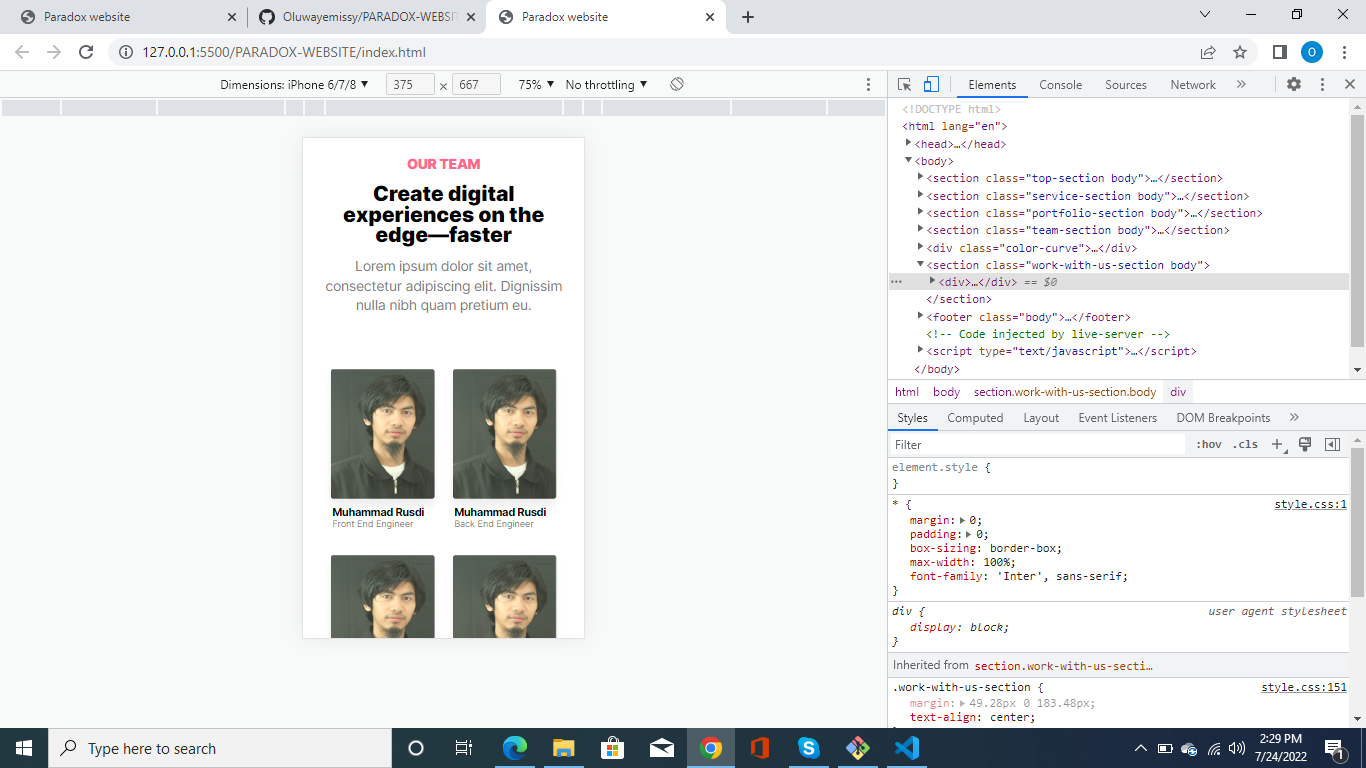 Paradox website
Oluwayemissy/PARADOX-WEBSIT
Paradox website
127.0.0.1:5500/PARADOX-WEBSITE/index.html
O
Dimensions: iPhone 6/7/8 375 × 667 75% No throttling
OUR TEAM
Create digital
experiences on the
edge—faster
Lorem ipsum dolor sit amet,
consectetur adipiscing elit. Dignissim
nulla nibh quam pretium eu.
Muhammad Rusdi
Front End Engineer
Muhammad Rusdi
Back End Engineer
Elements Console Sources Network »
<!DOCTYPE html>
<html lang="en">
<head>…</head>
<body>
<section class="top-section body">…</section>
<section class="service-section body">…</section>
<section class="portfolio-section body">…</section>
<section class="team-section body">…</section>
<div class="color-curve">…</div>
<section class="work-with-us-section body">
<div>…</div> == $0
</section>
<footer class="body">…</footer>
<!-- Code injected by live-server -->
<script type="text/javascript">…</script>
</body>
html body section.work-with-us-section.body div
Styles Computed Layout Event Listeners DOM Breakpoints »
Filter :hov .cls +
element.style {
}
* { style.css:1
margin: 0;
padding: 0;
box-sizing: border-box;
max-width: 100%;
font-family: 'Inter', sans-serif;
}
div { user agent stylesheet
display: block;
}
Inherited from section.work-with-us-secti…
.work-with-us-section { style.css:151
margin: 49.28px 0 183.48px;
text-align: center;
Type here to search
2:29 PM
7/24/2022
1